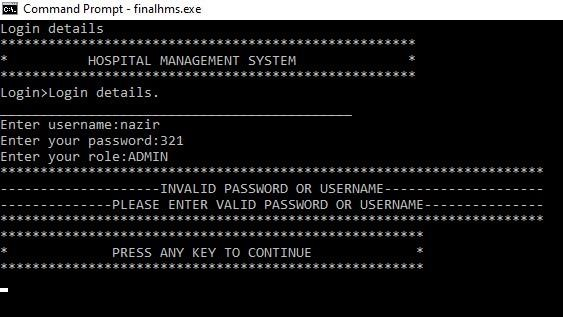 Command Prompt - finalhms.exe
Login details
****************************************************
*          HOSPITAL MANAGEMENT SYSTEM              *
****************************************************
Login>Login details.
____________________________________________
Enter username:nazir
Enter your password:321
Enter your role:ADMIN
********************************************************************
--------------------INVALID PASSWORD OR USERNAME--------------------
--------------PLEASE ENTER VALID PASSWORD OR USERNAME---------------
********************************************************************
*****************************************************
*             PRESS ANY KEY TO CONTINUE             *
*****************************************************